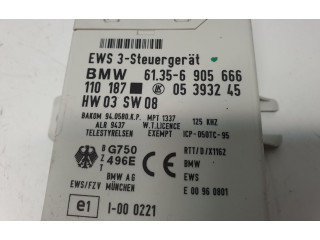 EWS 3-Steuergerät
BMW 61.35-6 905 666
110 187 05 3932 45
HW 03 SW 08
BAKOM 94.0580.K.P. MPT 1337 125 KHZ
ALR 9437 W.T.LICENCE
TELESTYRELSEN EXEMPT ICP-050TC-95
B Z T G750 496E RTT/D/X1162
BMW
BMW AG EWS
EWS/FZV MÜNCHEN E 00 96 0801
e1 I-00 0221